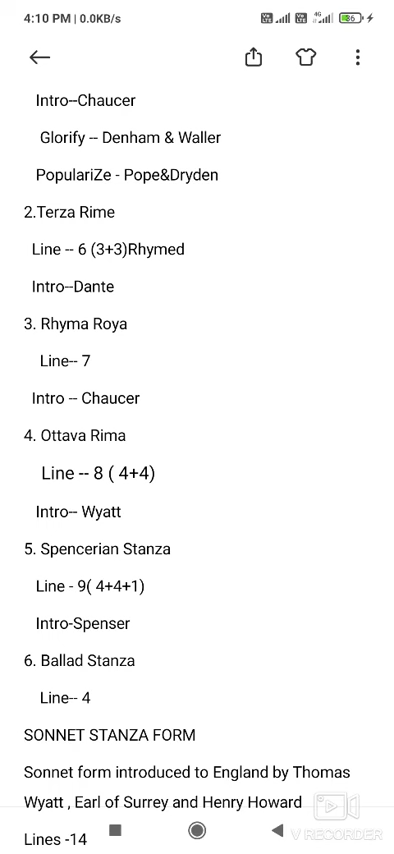 4:10 PM | 0.0KB/s
4G
36
Intro--Chaucer
Glorify -- Denham & Waller
PopulariZe - Pope&Dryden
2.Terza Rime
Line -- 6 (3+3)Rhymed
Intro--Dante
3. Rhyma Roya
Line-- 7
Intro -- Chaucer
4. Ottava Rima
Line -- 8 ( 4+4)
Intro-- Wyatt
5. Spencerian Stanza
Line - 9( 4+4+1)
Intro-Spenser
6. Ballad Stanza
Line-- 4
SONNET STANZA FORM
Sonnet form introduced to England by Thomas
Wyatt , Earl of Surrey and Henry Howard
Lines -14
V RECORDER